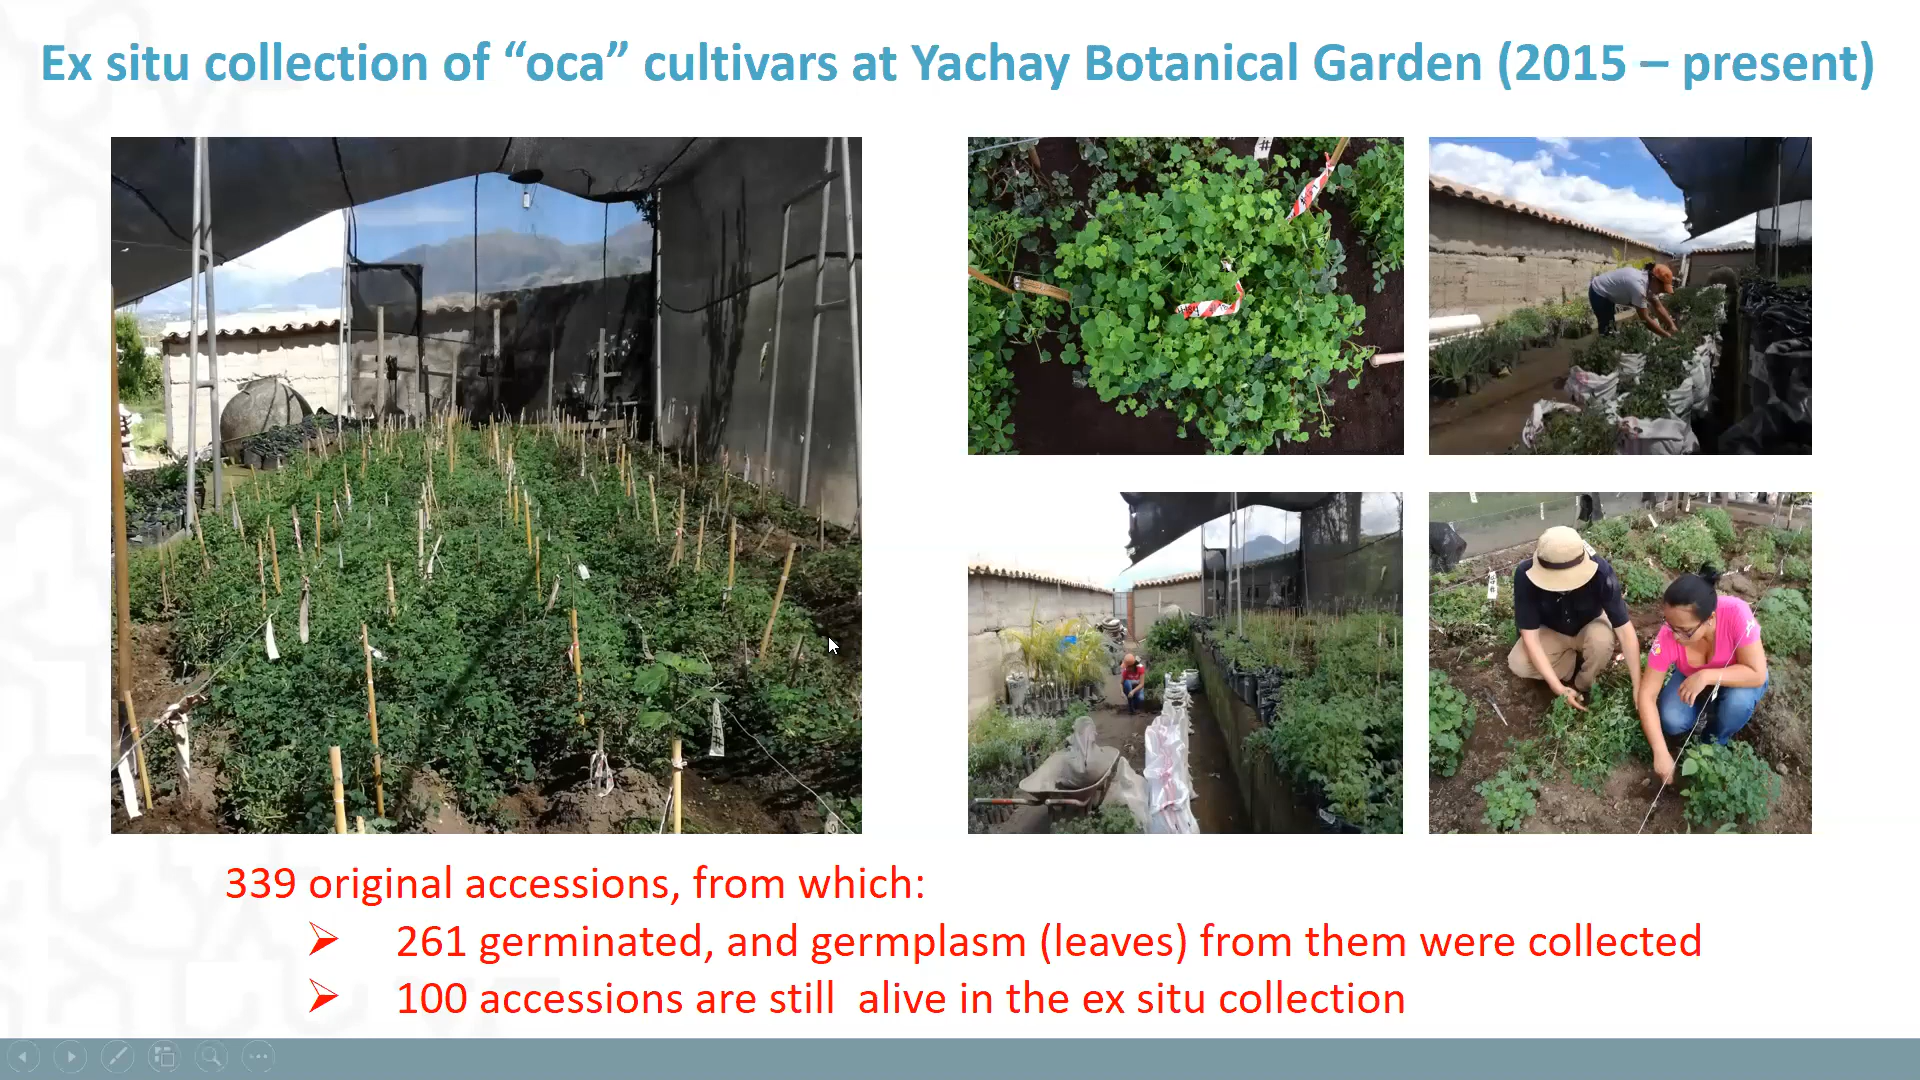 Ex situ collection of “oca” cultivars at Yachay Botanical Garden (2015 – present)
339 original accessions, from which:
261 germinated, and germplasm (leaves) from them were collected
100 accessions are still alive in the ex situ collection